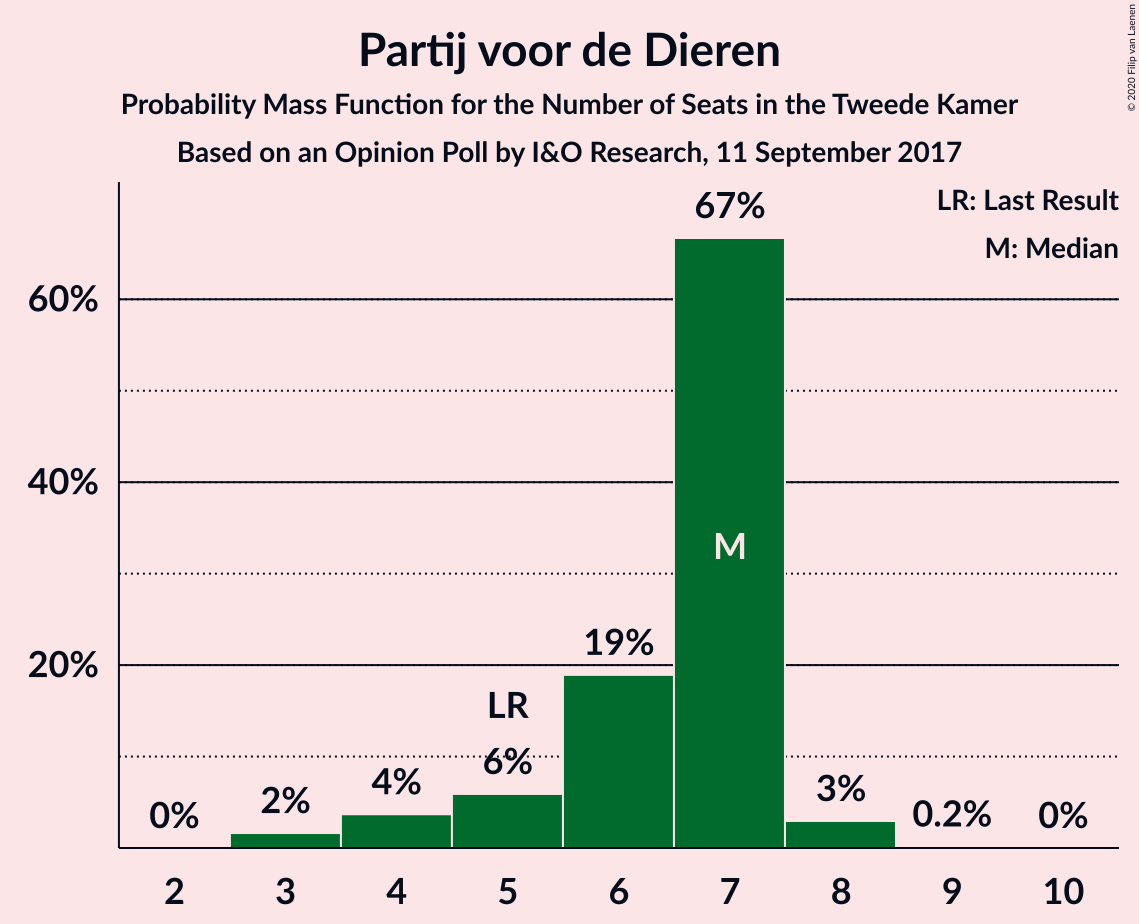 Partij voor de Dieren
Probability Mass Function for the Number of Seats in the Tweede Kamer
Based on an Opinion Poll by I&O Research, 11 September 2017
© 2020 Filip van Laenen
LR: Last Result
M: Median
67%
60%
40%
M
19%
20%
LR
6%
4%
2%
0%
3%
0.2%
0%
2 3 4 5 6 7 8 9 10